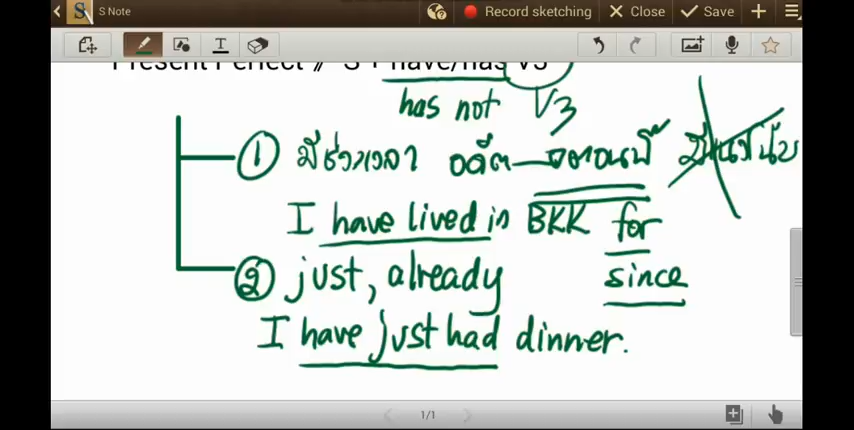 S Note
Record sketching
Close
Save
Present Perfect // S + have/has V3
has not V3
① มีช่วงเวลา อดีต—จตอนนี้
I have lived in BKK for
since
② just, already
I have just had dinner.
1/1